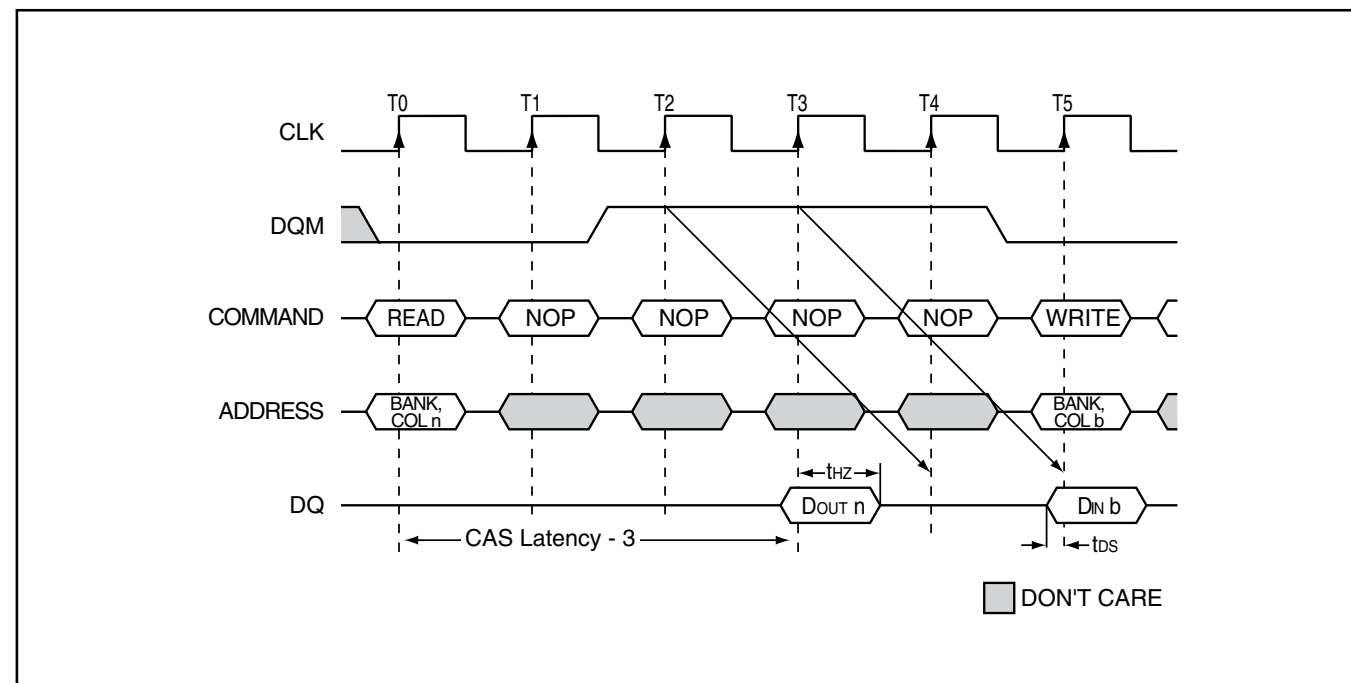 T0 T1 T2 T3 T4 T5
CLK
DQM
COMMAND READ NOP NOP NOP NOP WRITE
ADDRESS BANK, COL n BANK, COL b
tHZ
DQ DOUT n DIN b
CAS Latency - 3 tDS
DON'T CARE